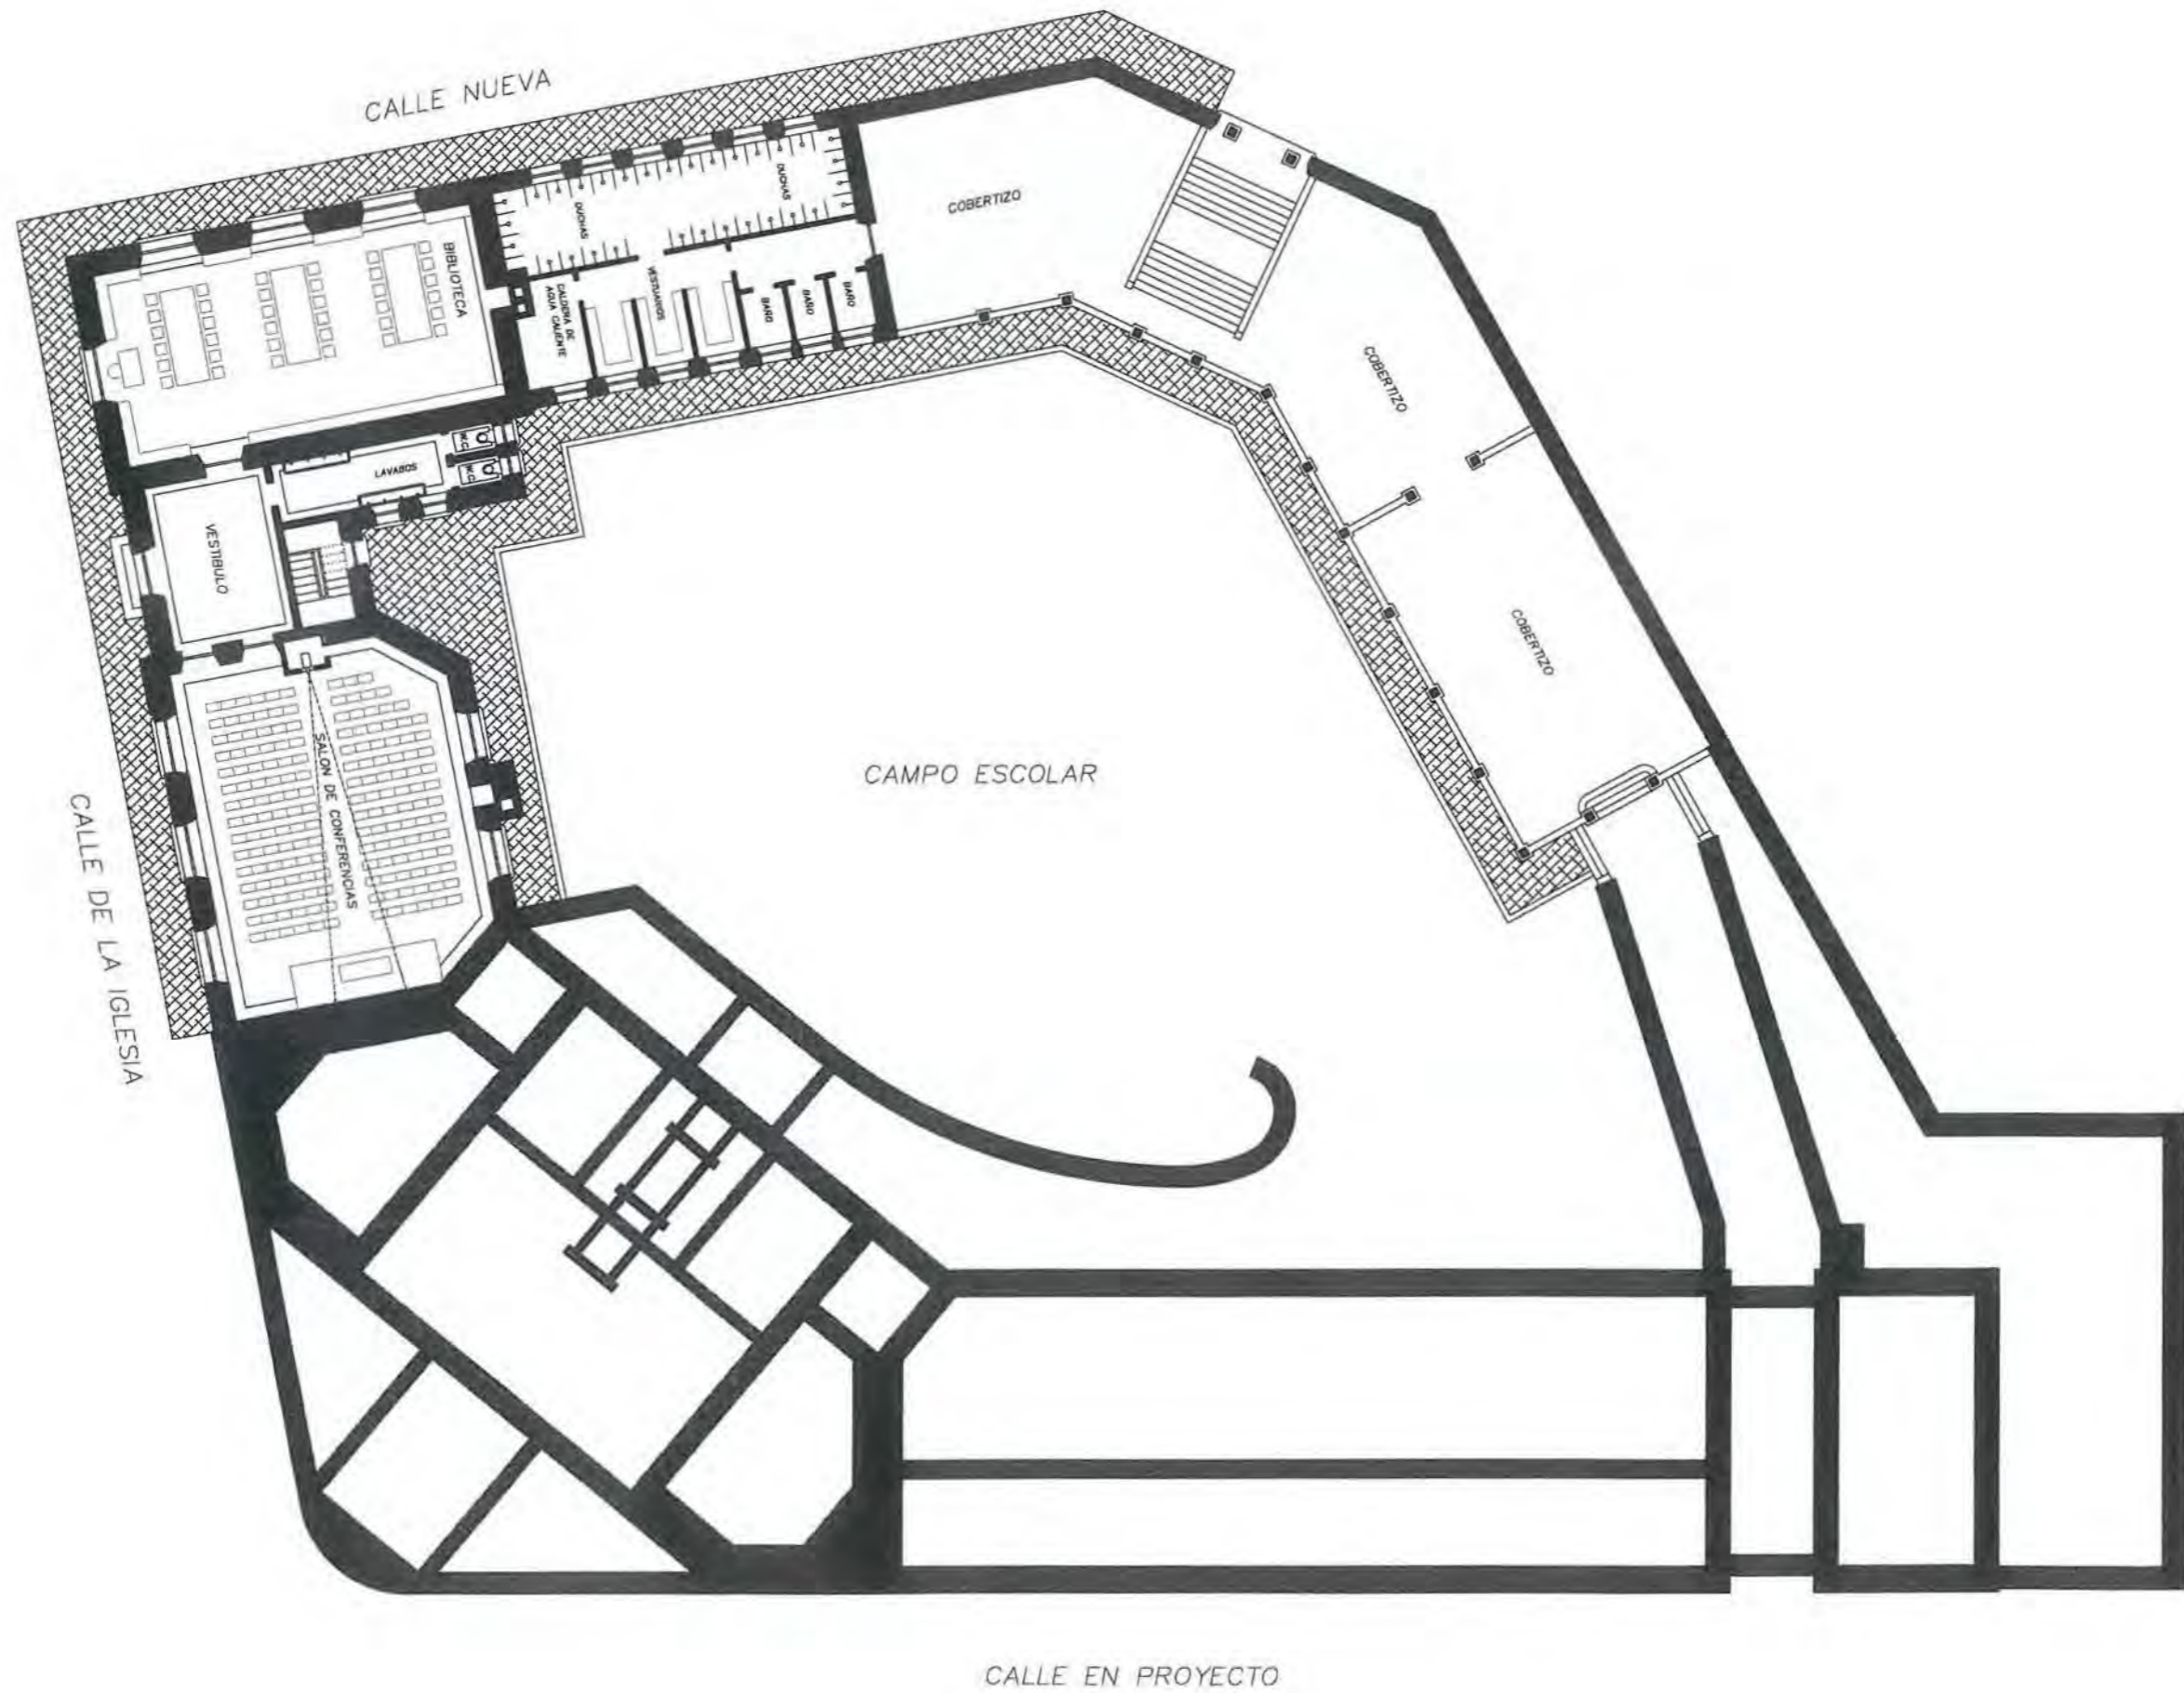 CALLE NUEVA
DUCHAS
DUCHAS
COBERTIZO
BIBLIOTECA
VESTUARIOS
CALDERA DE
AGUA CALIENTE
BAÑO
BAÑO
BAÑO
COBERTIZO
W.C.
W.C.
LAVABOS
VESTIBULO
COBERTIZO
SALON DE CONFERENCIAS
CAMPO ESCOLAR
CALLE DE LA IGLESIA
CALLE EN PROYECTO